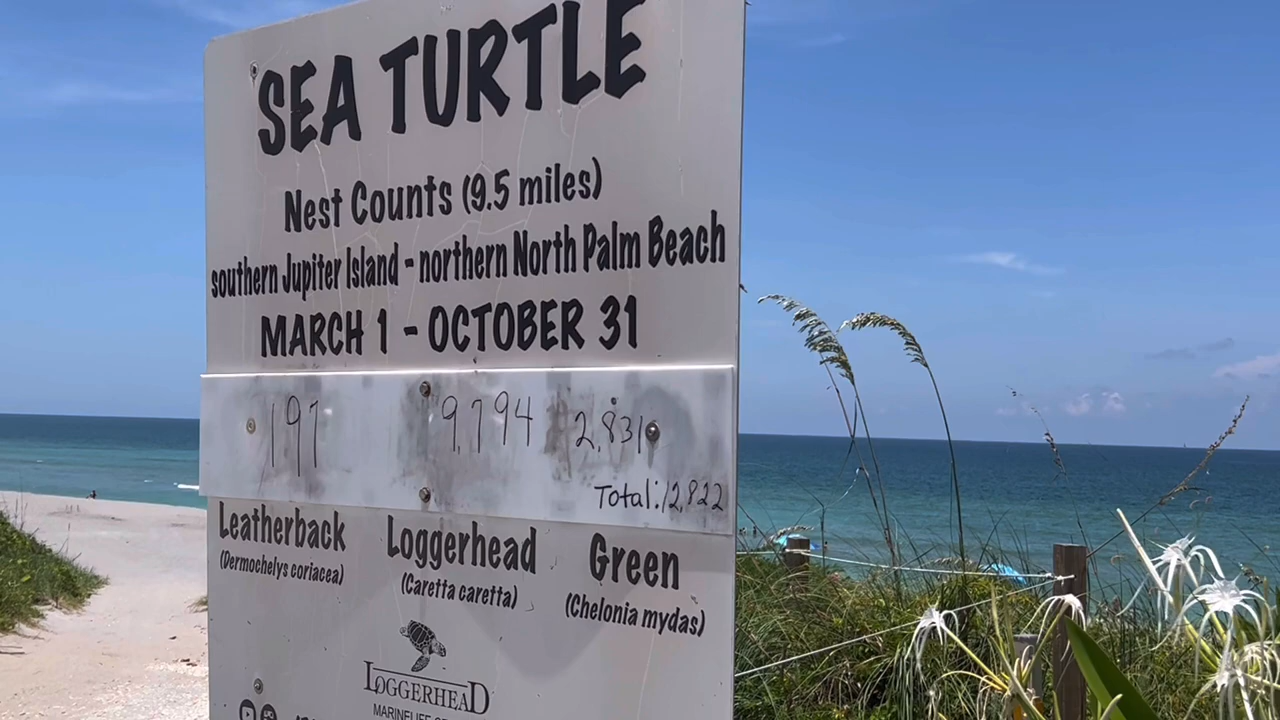 SEA TURTLE
Nest Counts (9.5 miles)
southern Jupiter Island - northern North Palm Beach
MARCH 1 - OCTOBER 31
197 9,794 2,831
Total: 12,822
Leatherback Loggerhead Green
(Dermochelys coriacea) (Caretta caretta) (Chelonia mydas)
LOGGERHEAD
MARINELIFE